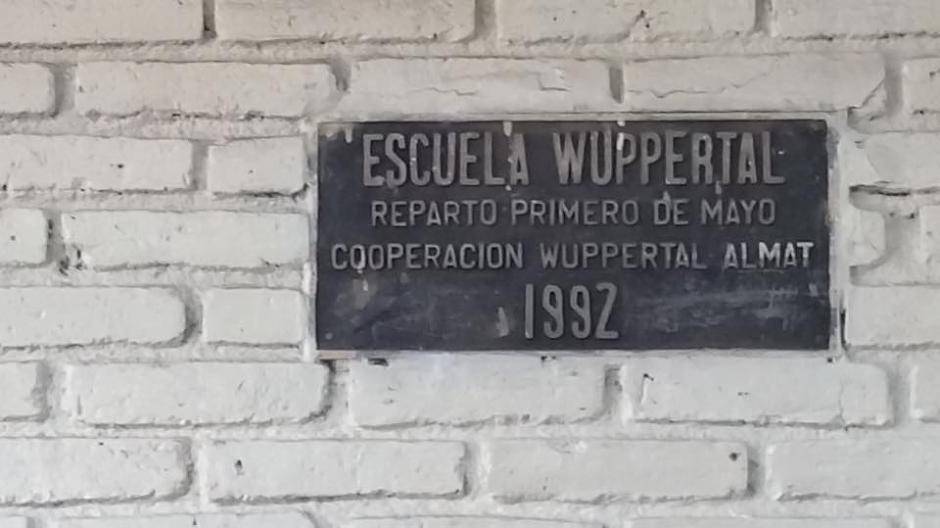 ESCUELA WUPPERTAL
REPARTO PRIMERO DE MAYO
COOPERACION WUPPERTAL ALMAT
1992